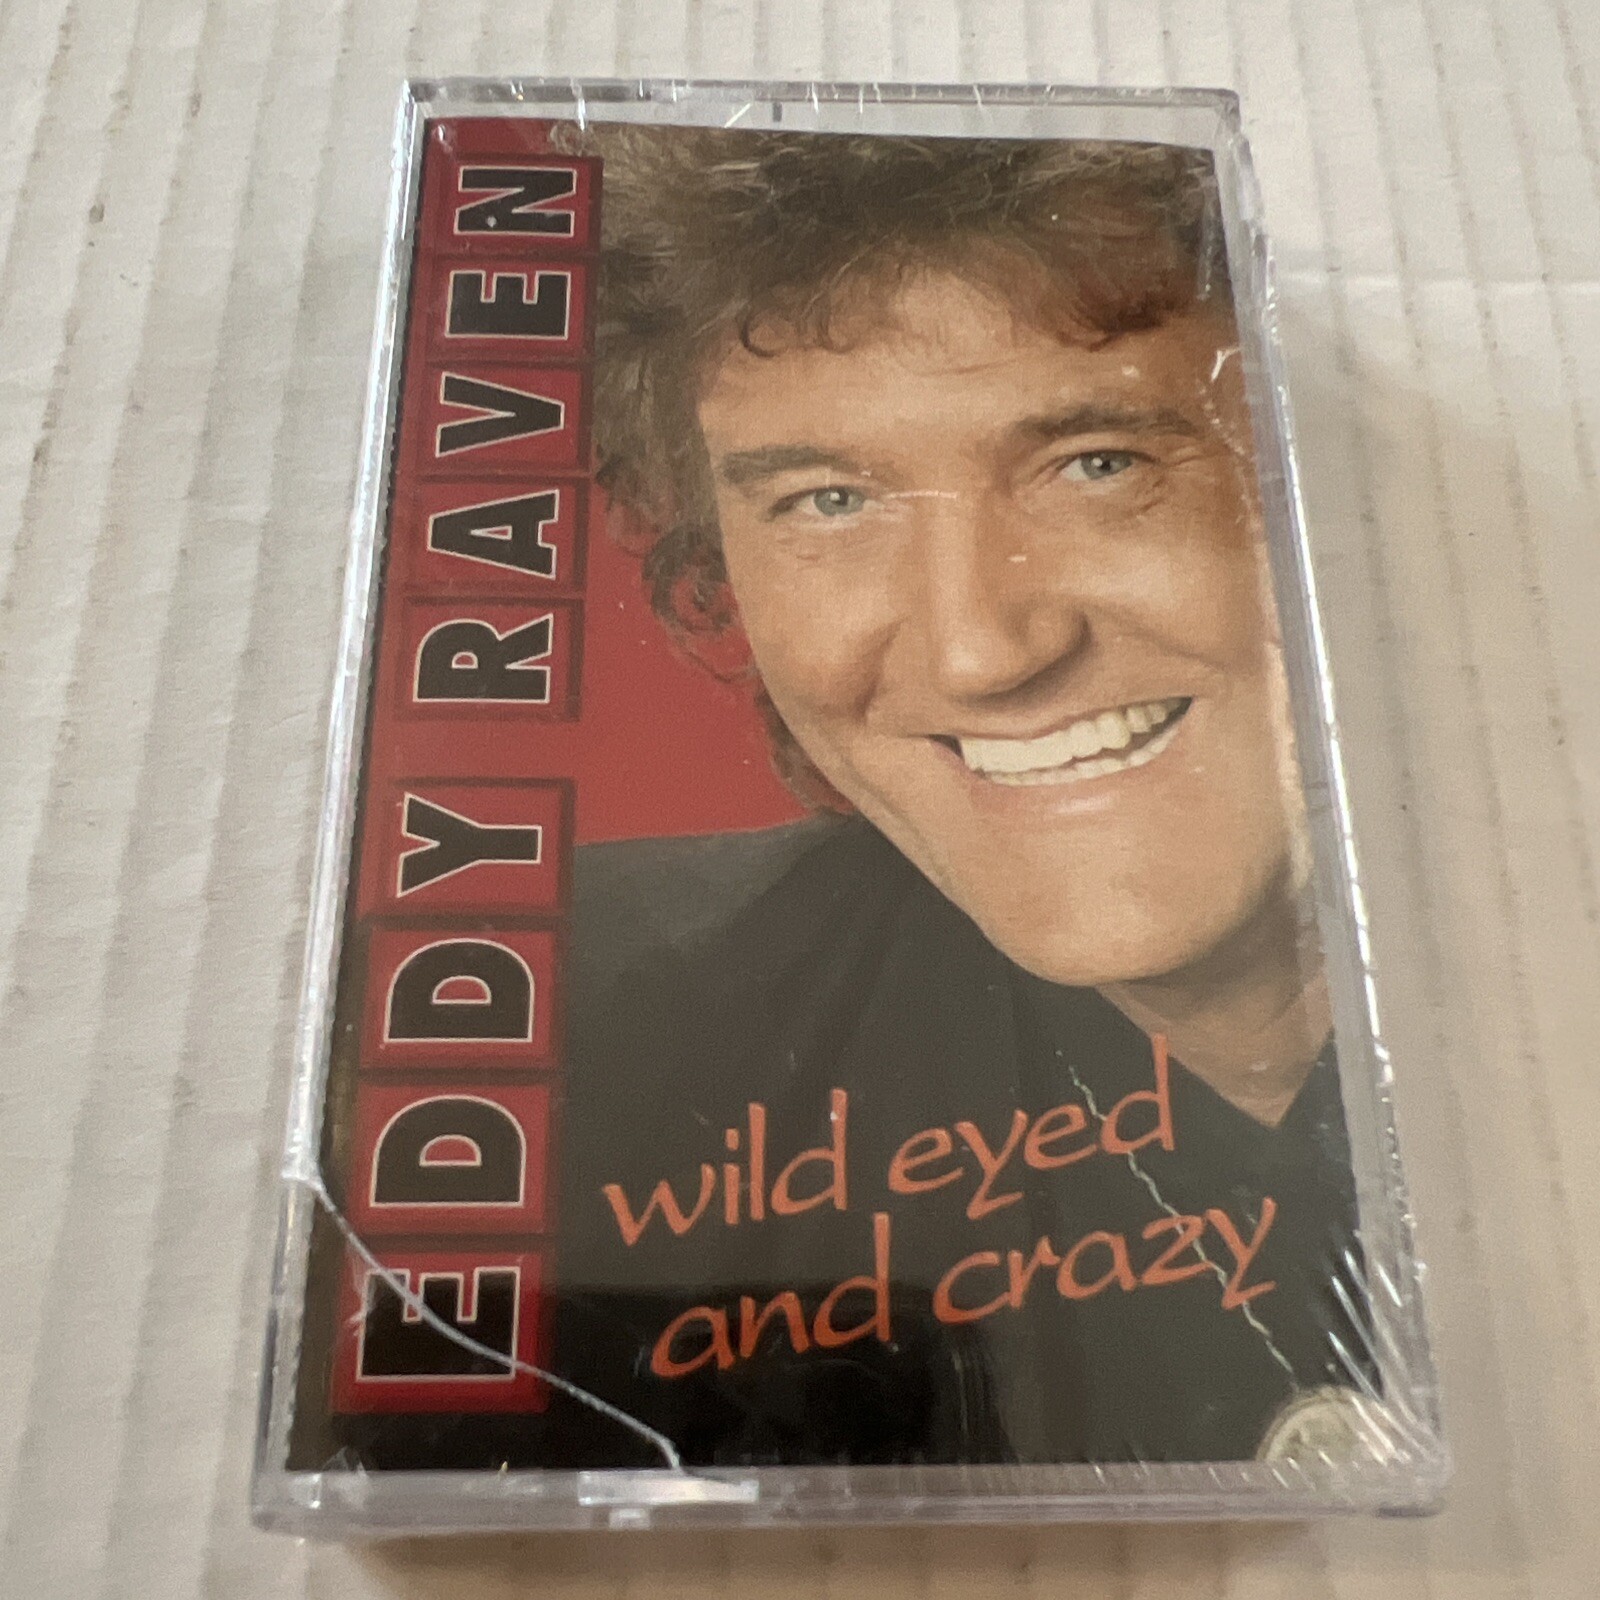 EDDY RAVEN
wild eyed
and crazy